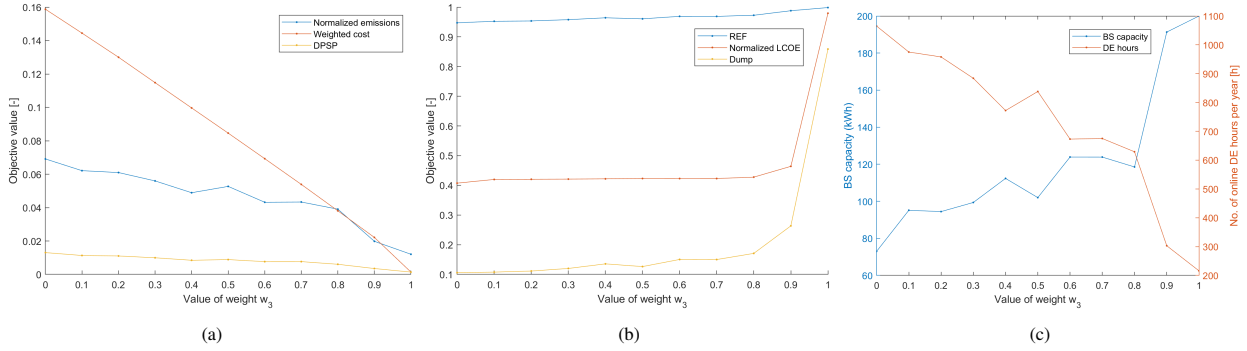 0.16
0.14
0.12
0.1
0.08
0.06
0.04
0.02
0
Objective value [-]
Normalized emissions
Weighted cost
DPSP
0 0.1 0.2 0.3 0.4 0.5 0.6 0.7 0.8 0.9 1
Value of weight w3
(a)
1
0.9
0.8
0.7
0.6
0.5
0.4
0.3
0.2
0.1
Objective value [-]
REF
Normalized LCOE
Dump
0 0.1 0.2 0.3 0.4 0.5 0.6 0.7 0.8 0.9 1
Value of weight w3
(b)
200
180
160
140
120
100
80
60
BS capacity (kWh)
BS capacity
DE hours
1100
1000
900
800
700
600
500
400
300
200
No. of online DE hours per year [h]
0 0.1 0.2 0.3 0.4 0.5 0.6 0.7 0.8 0.9 1
Value of weight w3
(c)